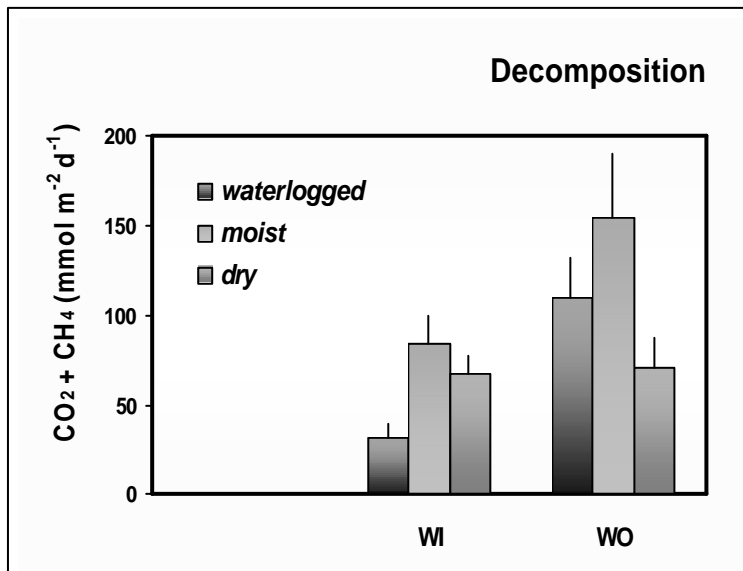 Decomposition
CO₂ + CH₄ (mmol m⁻² d⁻¹)
200
150
100
50
0
waterlogged
moist
dry
WI
WO